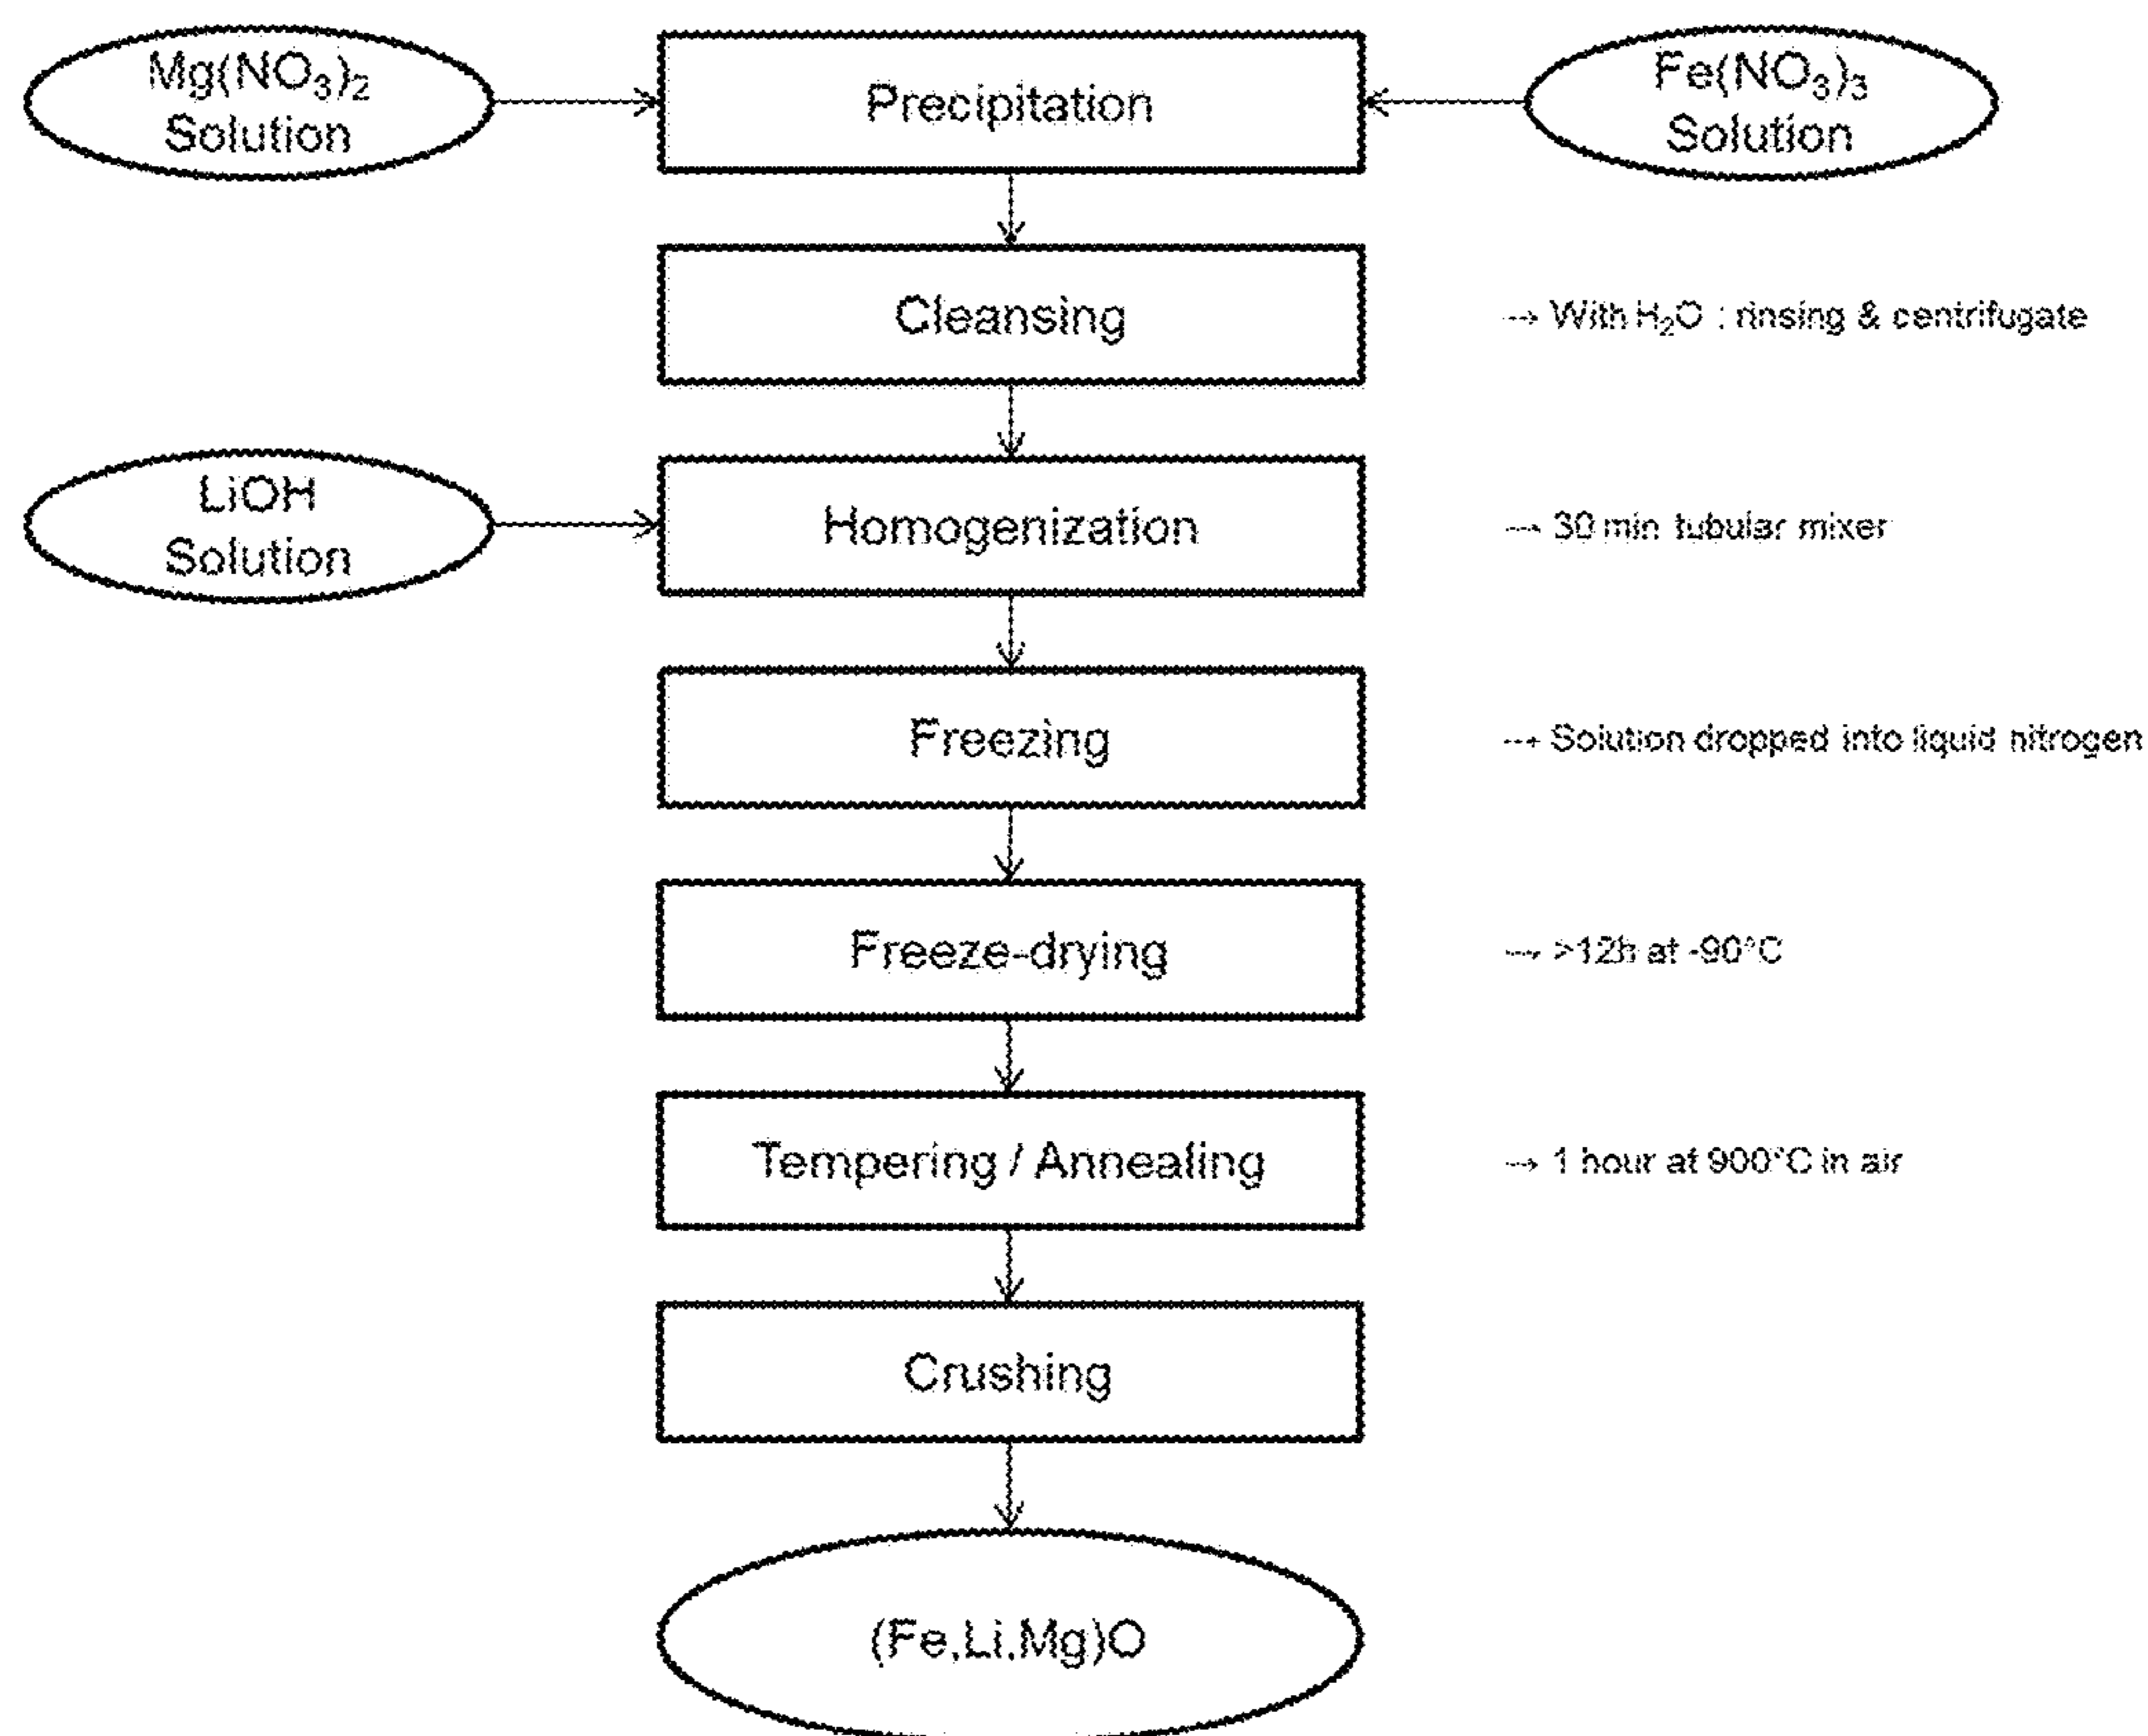 Mg(NO₃)₂
Solution
Precipitation
Fe(NO₃)₃
Solution
Cleansing
→ With H₂O : rinsing & centrifugate
LiOH
Solution
Homogenization
→ 30 min tubular mixer
Freezing
→ Solution dropped into liquid nitrogen
Freeze-drying
→ >12h at -90°C
Tempering / Annealing
→ 1 hour at 900°C in air
Crushing
(Fe,Li,Mg)O